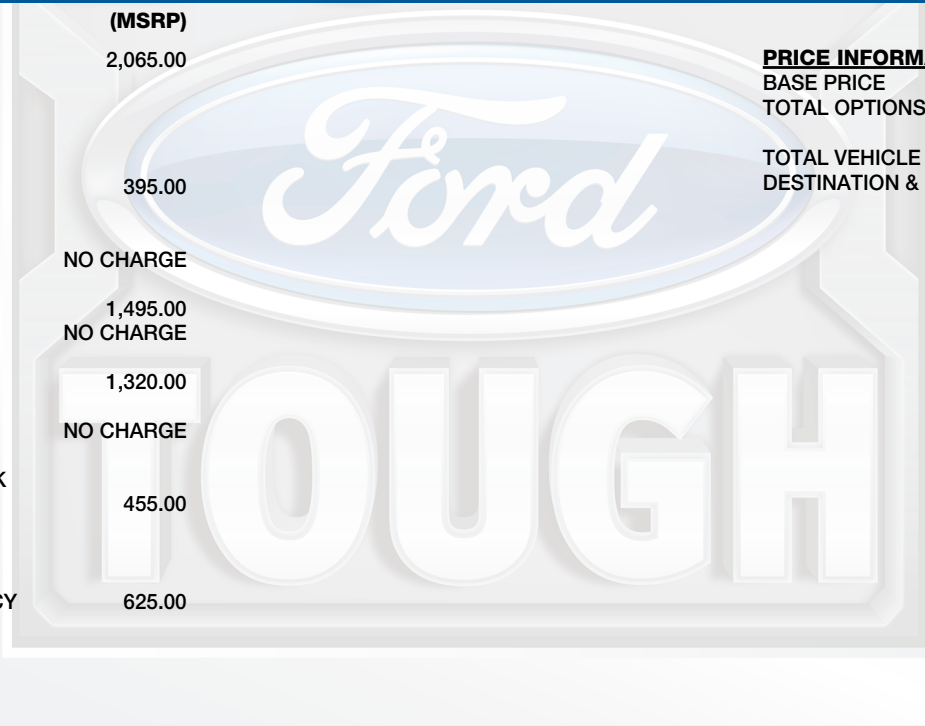 (MSRP)
2,065.00
395.00
NO CHARGE
1,495.00
NO CHARGE
1,320.00
NO CHARGE
K
455.00
CY 625.00
PRICE INFORMA
BASE PRICE
TOTAL OPTIONS
TOTAL VEHICLE
DESTINATION &
Ford
TOUGH